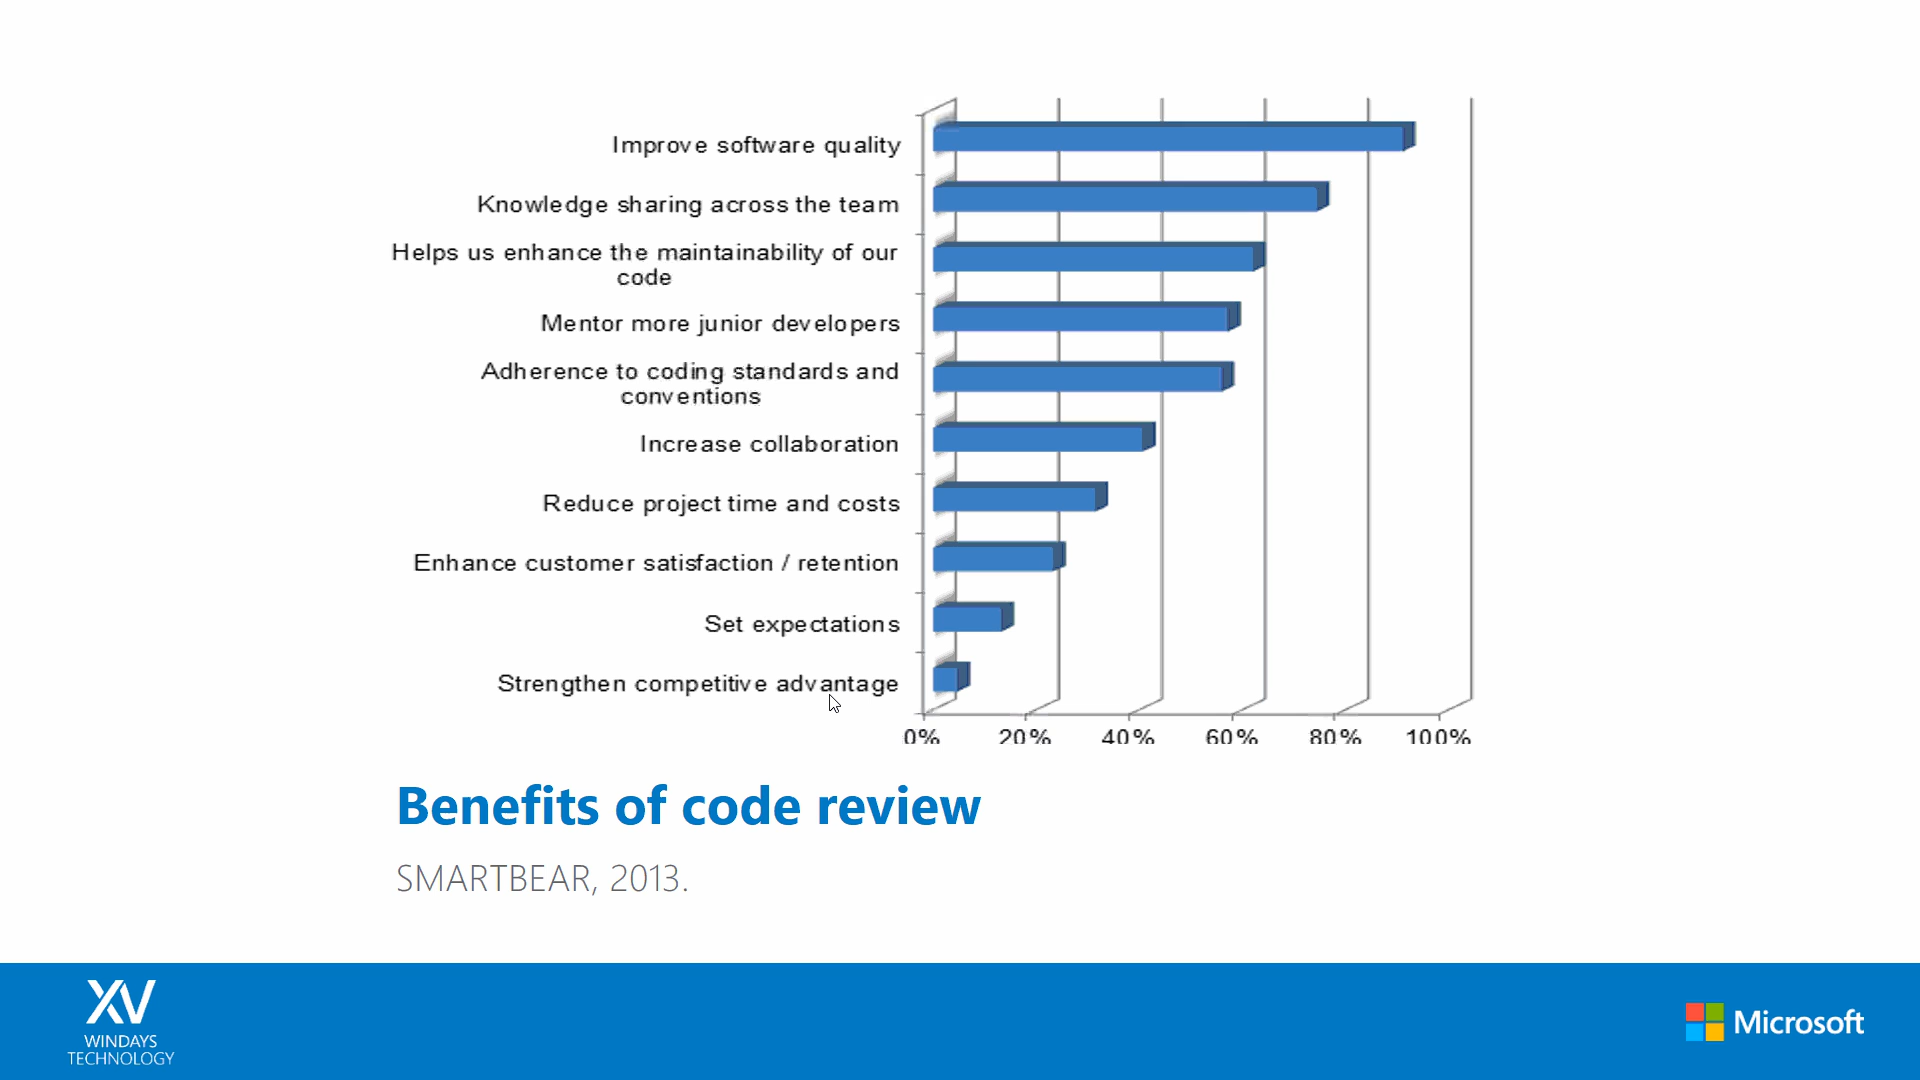 Improve software quality
Knowledge sharing across the team
Helps us enhance the maintainability of our
code
Mentor more junior developers
Adherence to coding standards and
conventions
Increase collaboration
Reduce project time and costs
Enhance customer satisfaction / retention
Set expectations
Strengthen competitive advantage
0% 20% 40% 60% 80% 100%
Benefits of code review
SMARTBEAR, 2013.
XV
WINDAYS
TECHNOLOGY
Microsoft